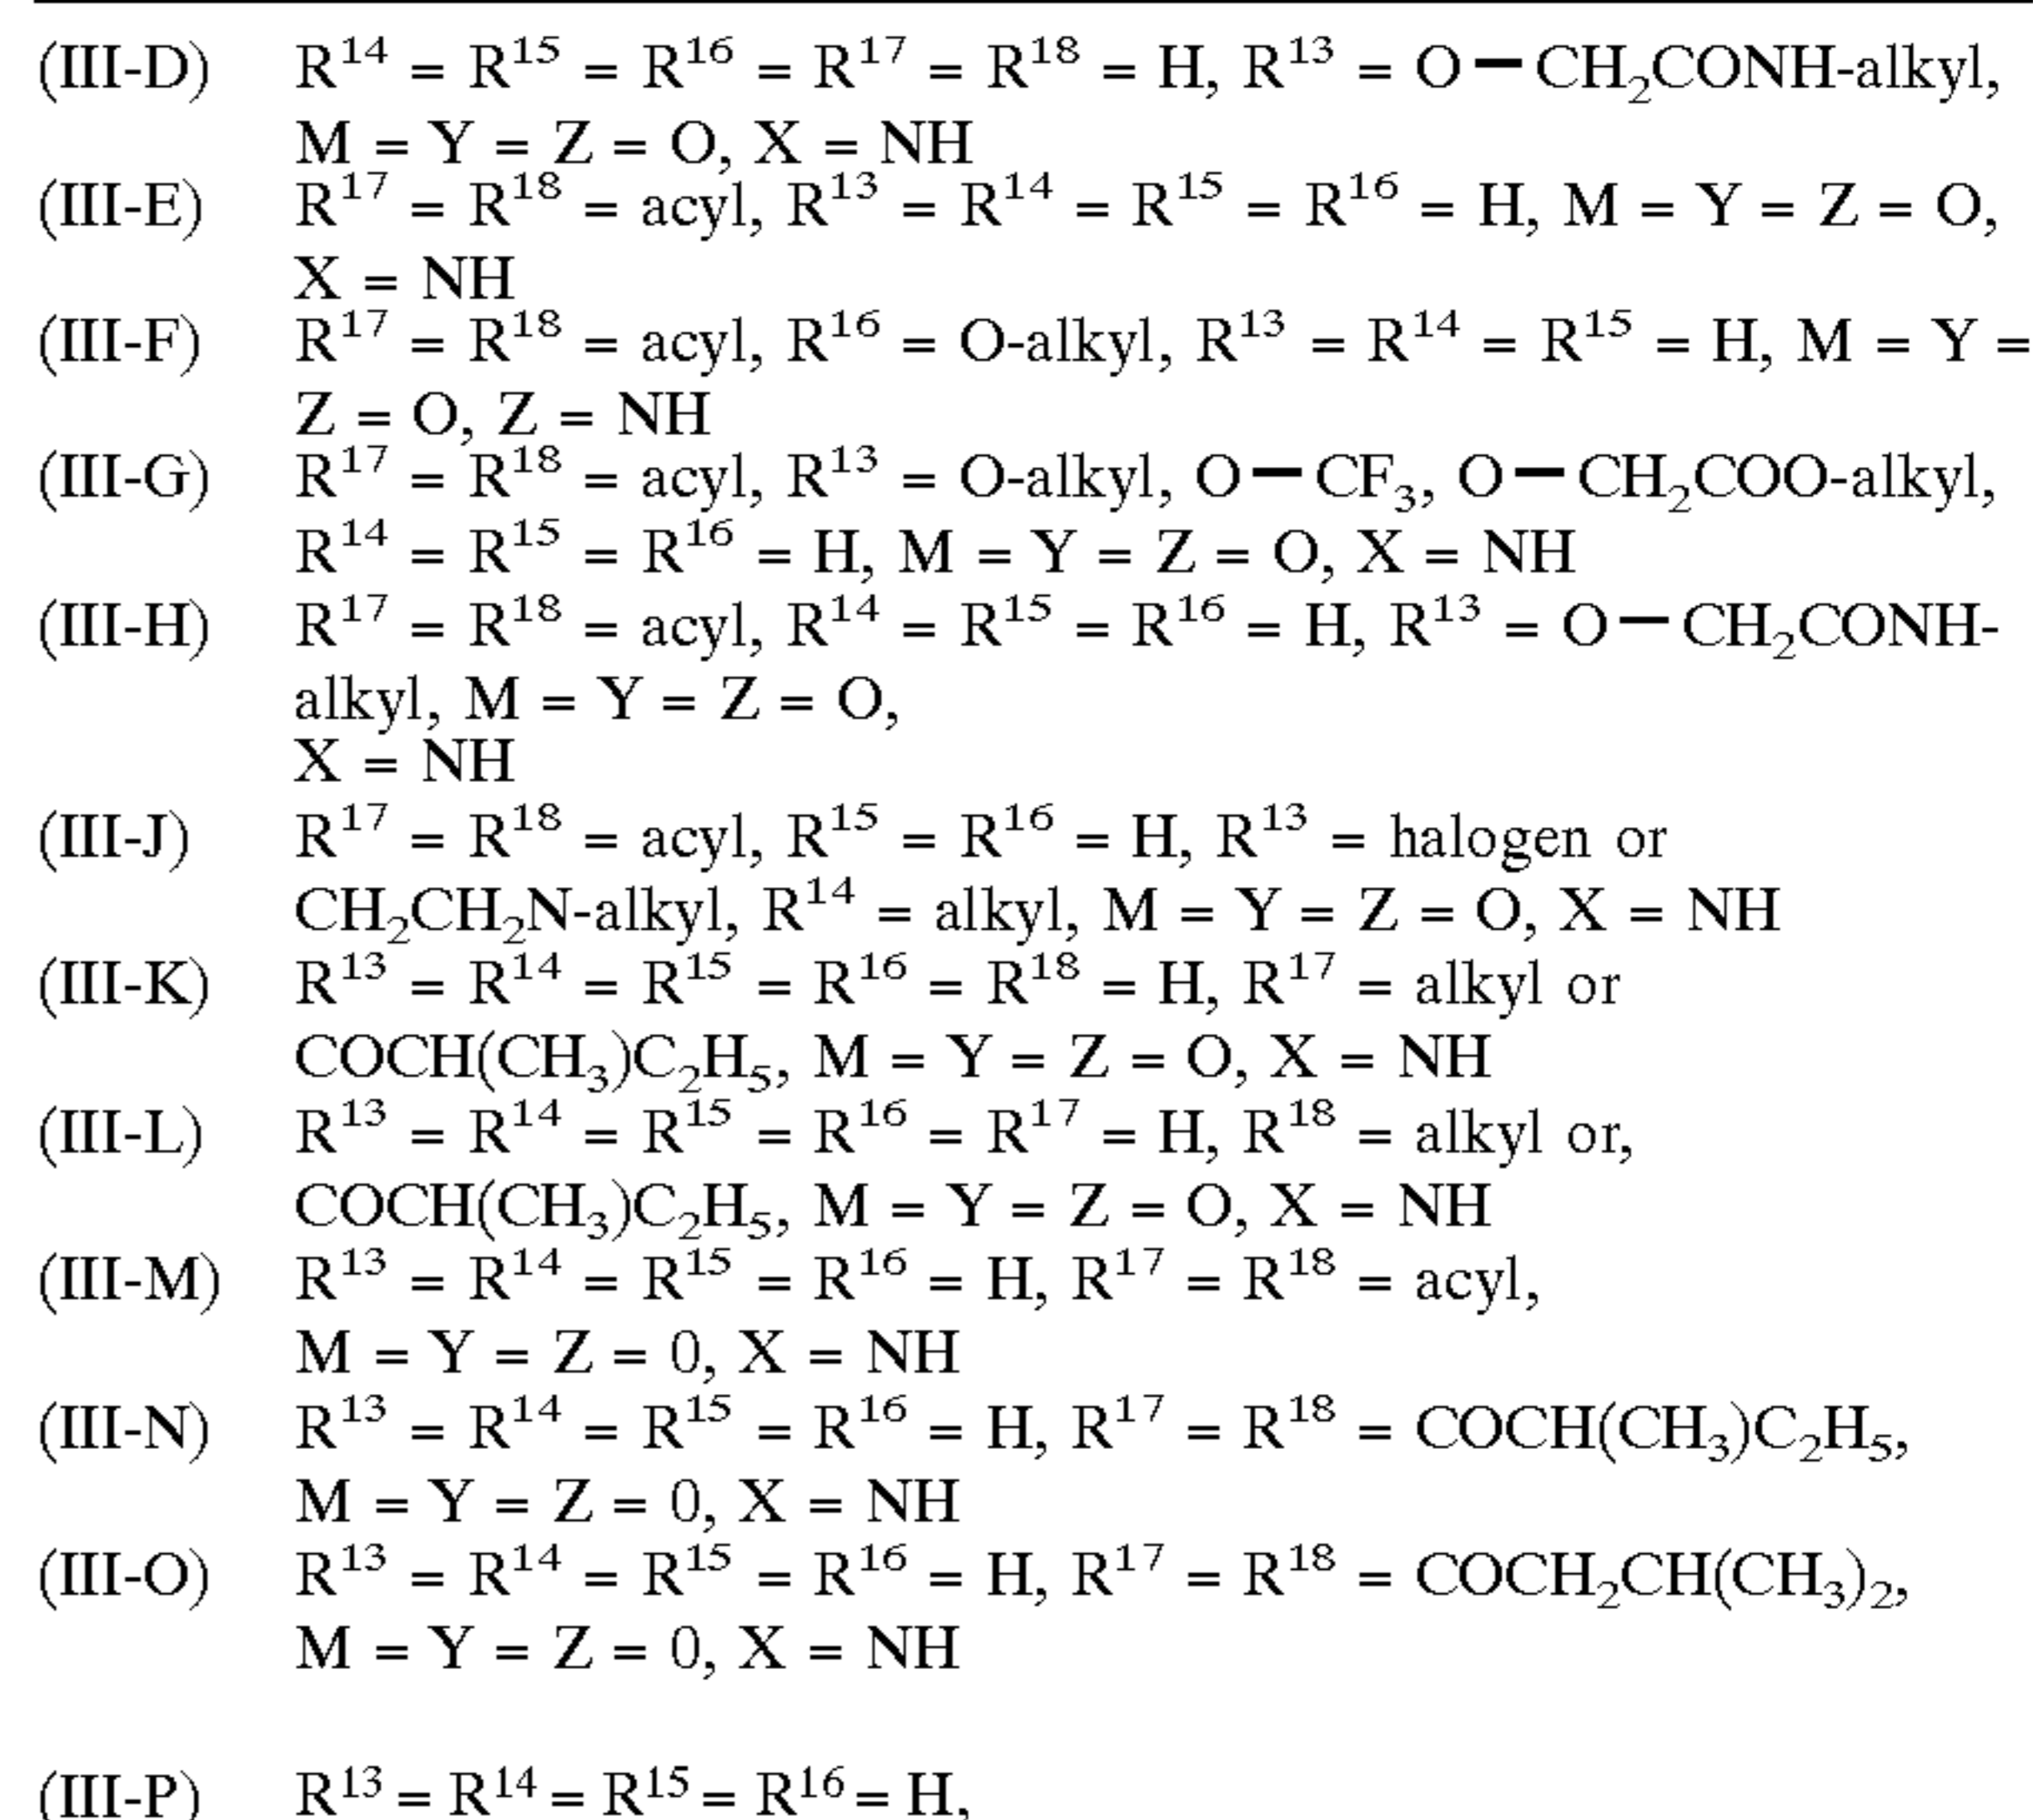 (III-D) R¹⁴ = R¹⁵ = R¹⁶ = R¹⁷ = R¹⁸ = H, R¹³ = O—CH₂CONH-alkyl,
M = Y = Z = O, X = NH
(III-E) R¹⁷ = R¹⁸ = acyl, R¹³ = R¹⁴ = R¹⁵ = R¹⁶ = H, M = Y = Z = O,
X = NH
(III-F) R¹⁷ = R¹⁸ = acyl, R¹⁶ = O-alkyl, R¹³ = R¹⁴ = R¹⁵ = H, M = Y =
Z = O, Z = NH
(III-G) R¹⁷ = R¹⁸ = acyl, R¹³ = O-alkyl, O—CF₃, O—CH₂COO-alkyl,
R¹⁴ = R¹⁵ = R¹⁶ = H, M = Y = Z = O, X = NH
(III-H) R¹⁷ = R¹⁸ = acyl, R¹⁴ = R¹⁵ = R¹⁶ = H, R¹³ = O—CH₂CONH-
alkyl, M = Y = Z = O,
X = NH
(III-J) R¹⁷ = R¹⁸ = acyl, R¹⁵ = R¹⁶ = H, R¹³ = halogen or
CH₂CH₂N-alkyl, R¹⁴ = alkyl, M = Y = Z = O, X = NH
(III-K) R¹³ = R¹⁴ = R¹⁵ = R¹⁶ = R¹⁸ = H, R¹⁷ = alkyl or
COCH(CH₃)C₂H₅, M = Y = Z = O, X = NH
(III-L) R¹³ = R¹⁴ = R¹⁵ = R¹⁶ = R¹⁷ = H, R¹⁸ = alkyl or,
COCH(CH₃)C₂H₅, M = Y = Z = O, X = NH
(III-M) R¹³ = R¹⁴ = R¹⁵ = R¹⁶ = H, R¹⁷ = R¹⁸ = acyl,
M = Y = Z = 0, X = NH
(III-N) R¹³ = R¹⁴ = R¹⁵ = R¹⁶ = H, R¹⁷ = R¹⁸ = COCH(CH₃)C₂H₅,
M = Y = Z = 0, X = NH
(III-O) R¹³ = R¹⁴ = R¹⁵ = R¹⁶ = H, R¹⁷ = R¹⁸ = COCH₂CH(CH₃)₂,
M = Y = Z = 0, X = NH
(III-P) R¹³ = R¹⁴ = R¹⁵ = R¹⁶ = H,